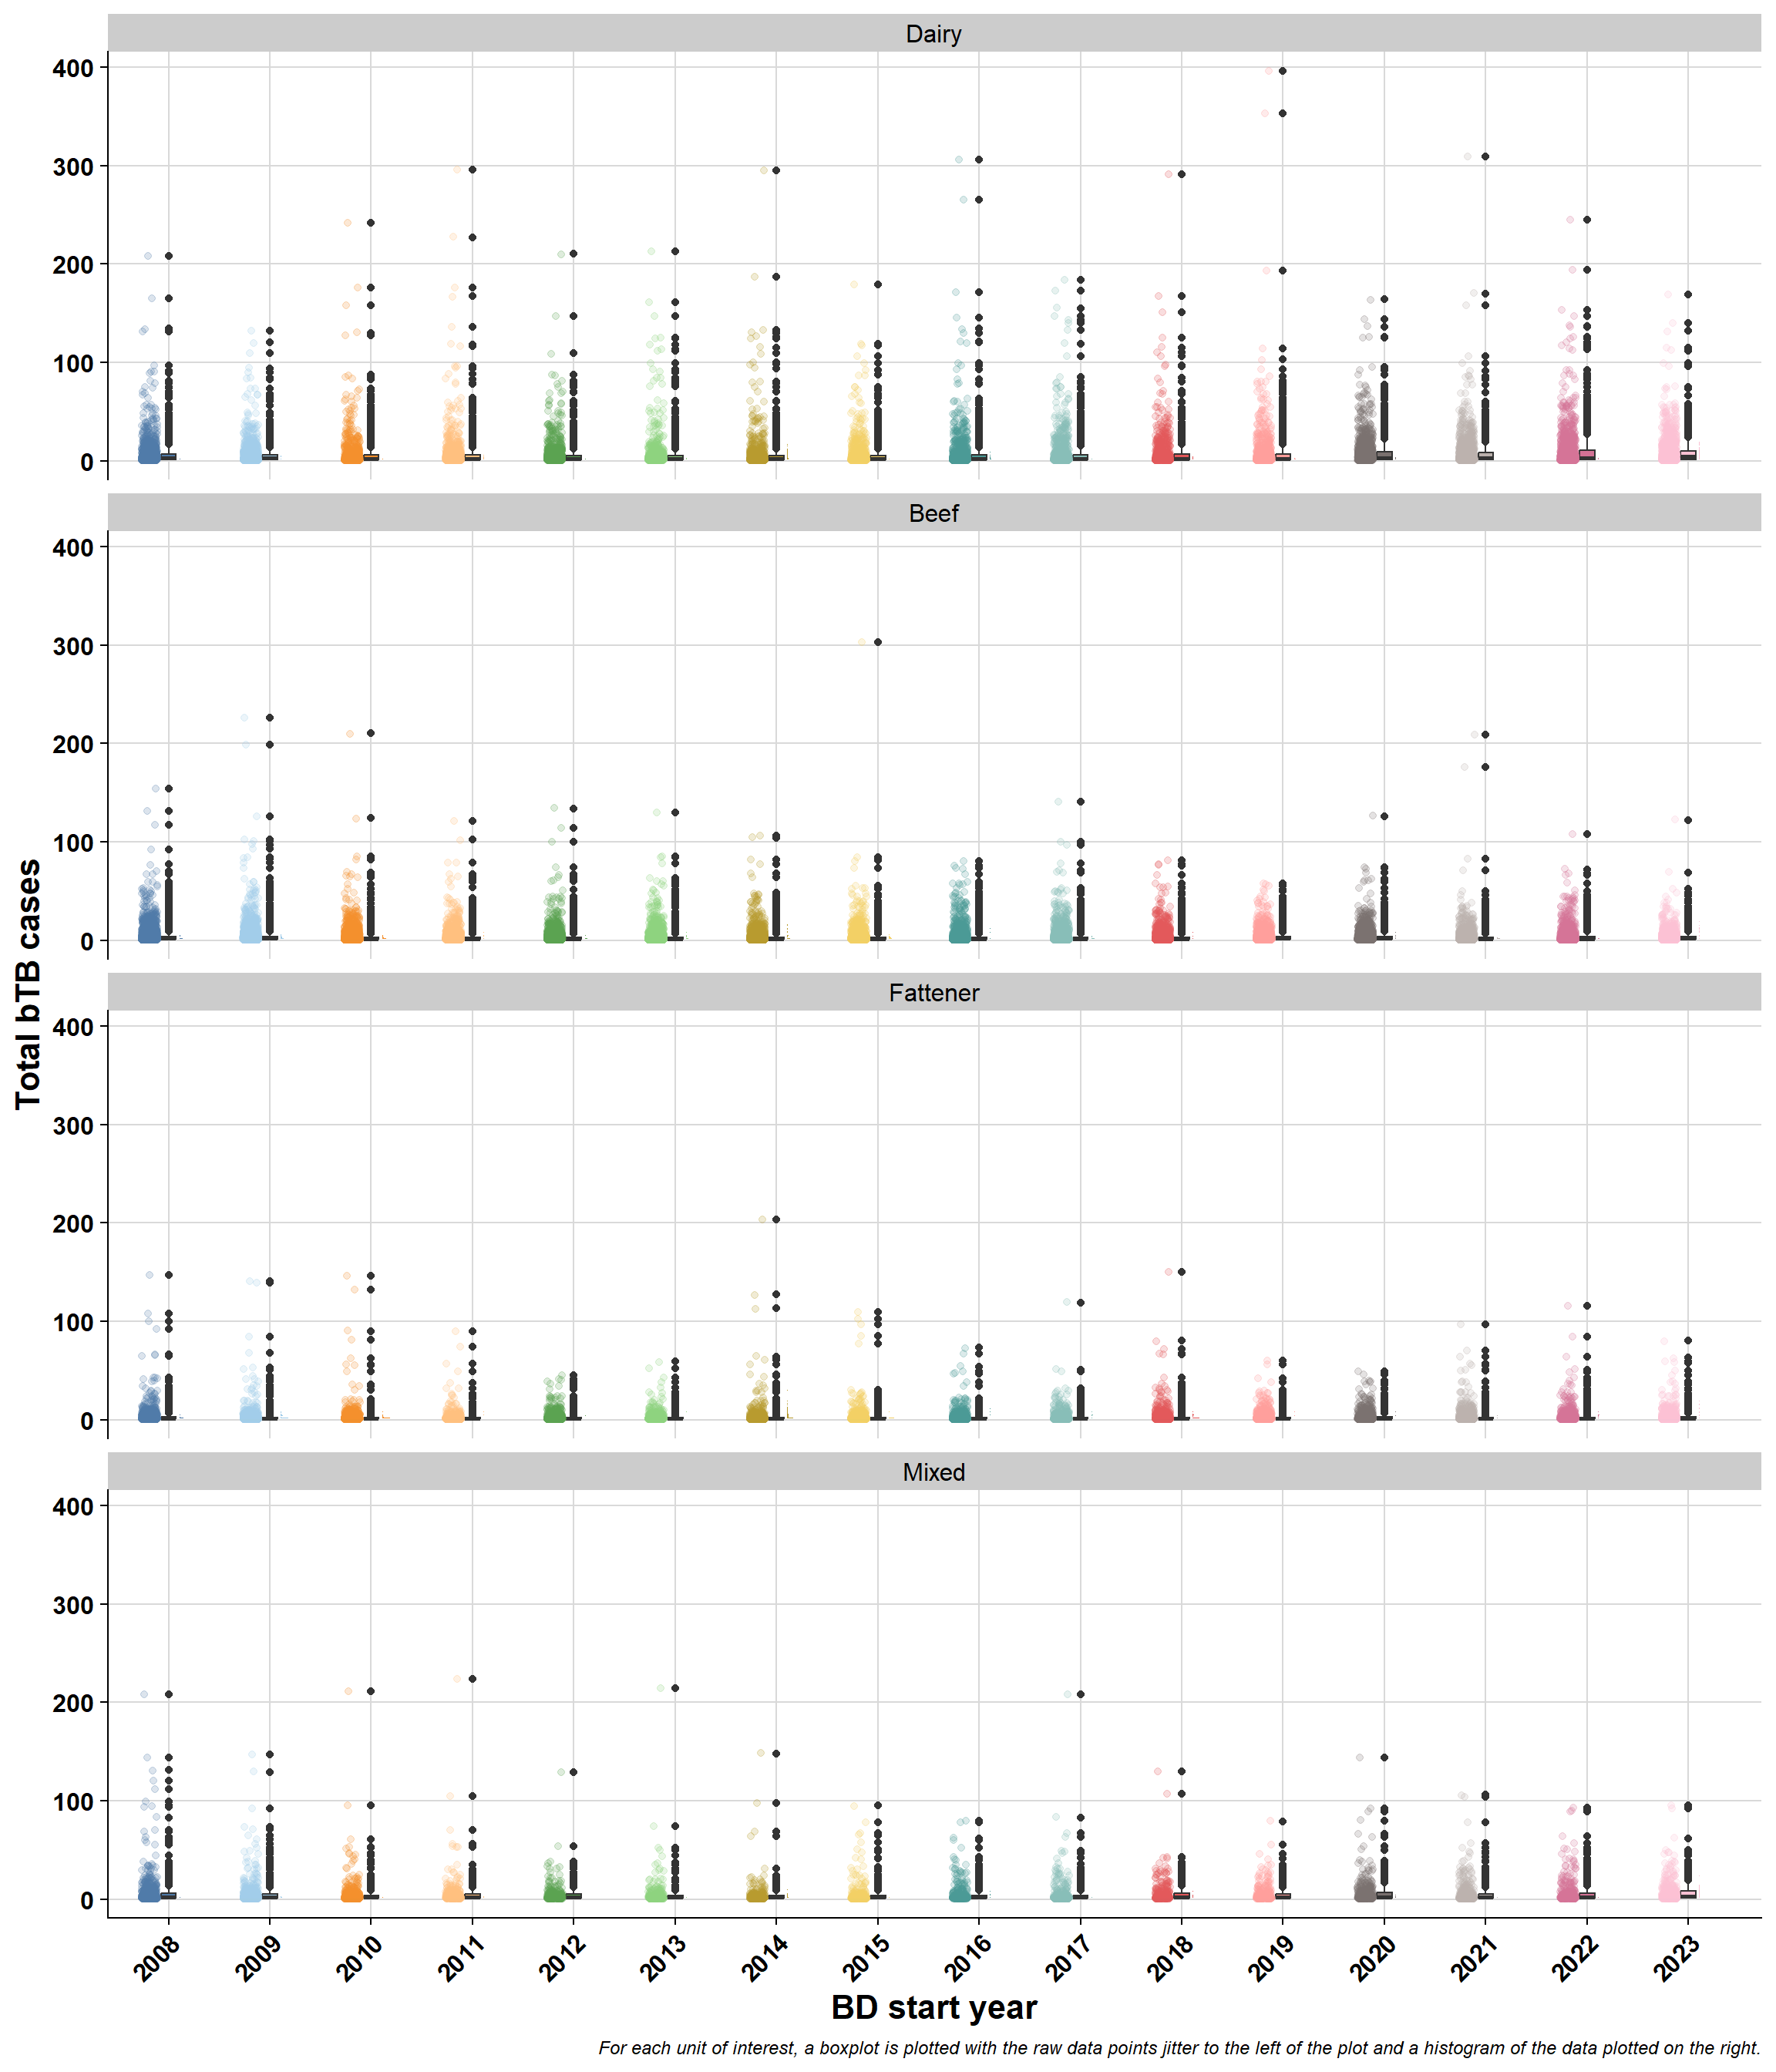 Dairy
400
300
200
100
0
Beef
400
300
200
100
0
Total bTB cases
Fattener
400
300
200
100
0
Mixed
400
300
200
100
0
2008 2009 2010 2011 2012 2013 2014 2015 2016 2017 2018 2019 2020 2021 2022 2023
BD start year
For each unit of interest, a boxplot is plotted with the raw data points jitter to the left of the plot and a histogram of the data plotted on the right.